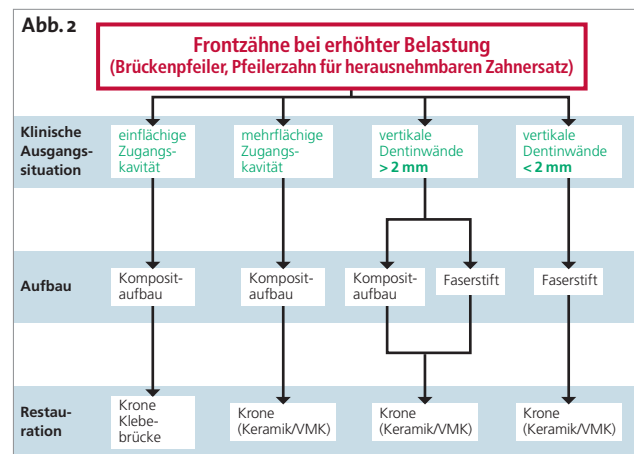 Abb. 2
Frontzähne bei erhöhter Belastung
(Brückenpfeiler, Pfeilerzahn für herausnehmbaren Zahnersatz)
Klinische
Ausgangs-
situation
einflächige
Zugangs-
kavität
mehrflächige
Zugangs-
kavität
vertikale
Dentinwände
> 2 mm
vertikale
Dentinwände
< 2 mm
Aufbau
Komposit-
aufbau
Komposit-
aufbau
Komposit-
aufbau
Faserstift
Faserstift
Restau-
ration
Krone
Klebe-
brücke
Krone
(Keramik/VMK)
Krone
(Keramik/VMK)
Krone
(Keramik/VMK)